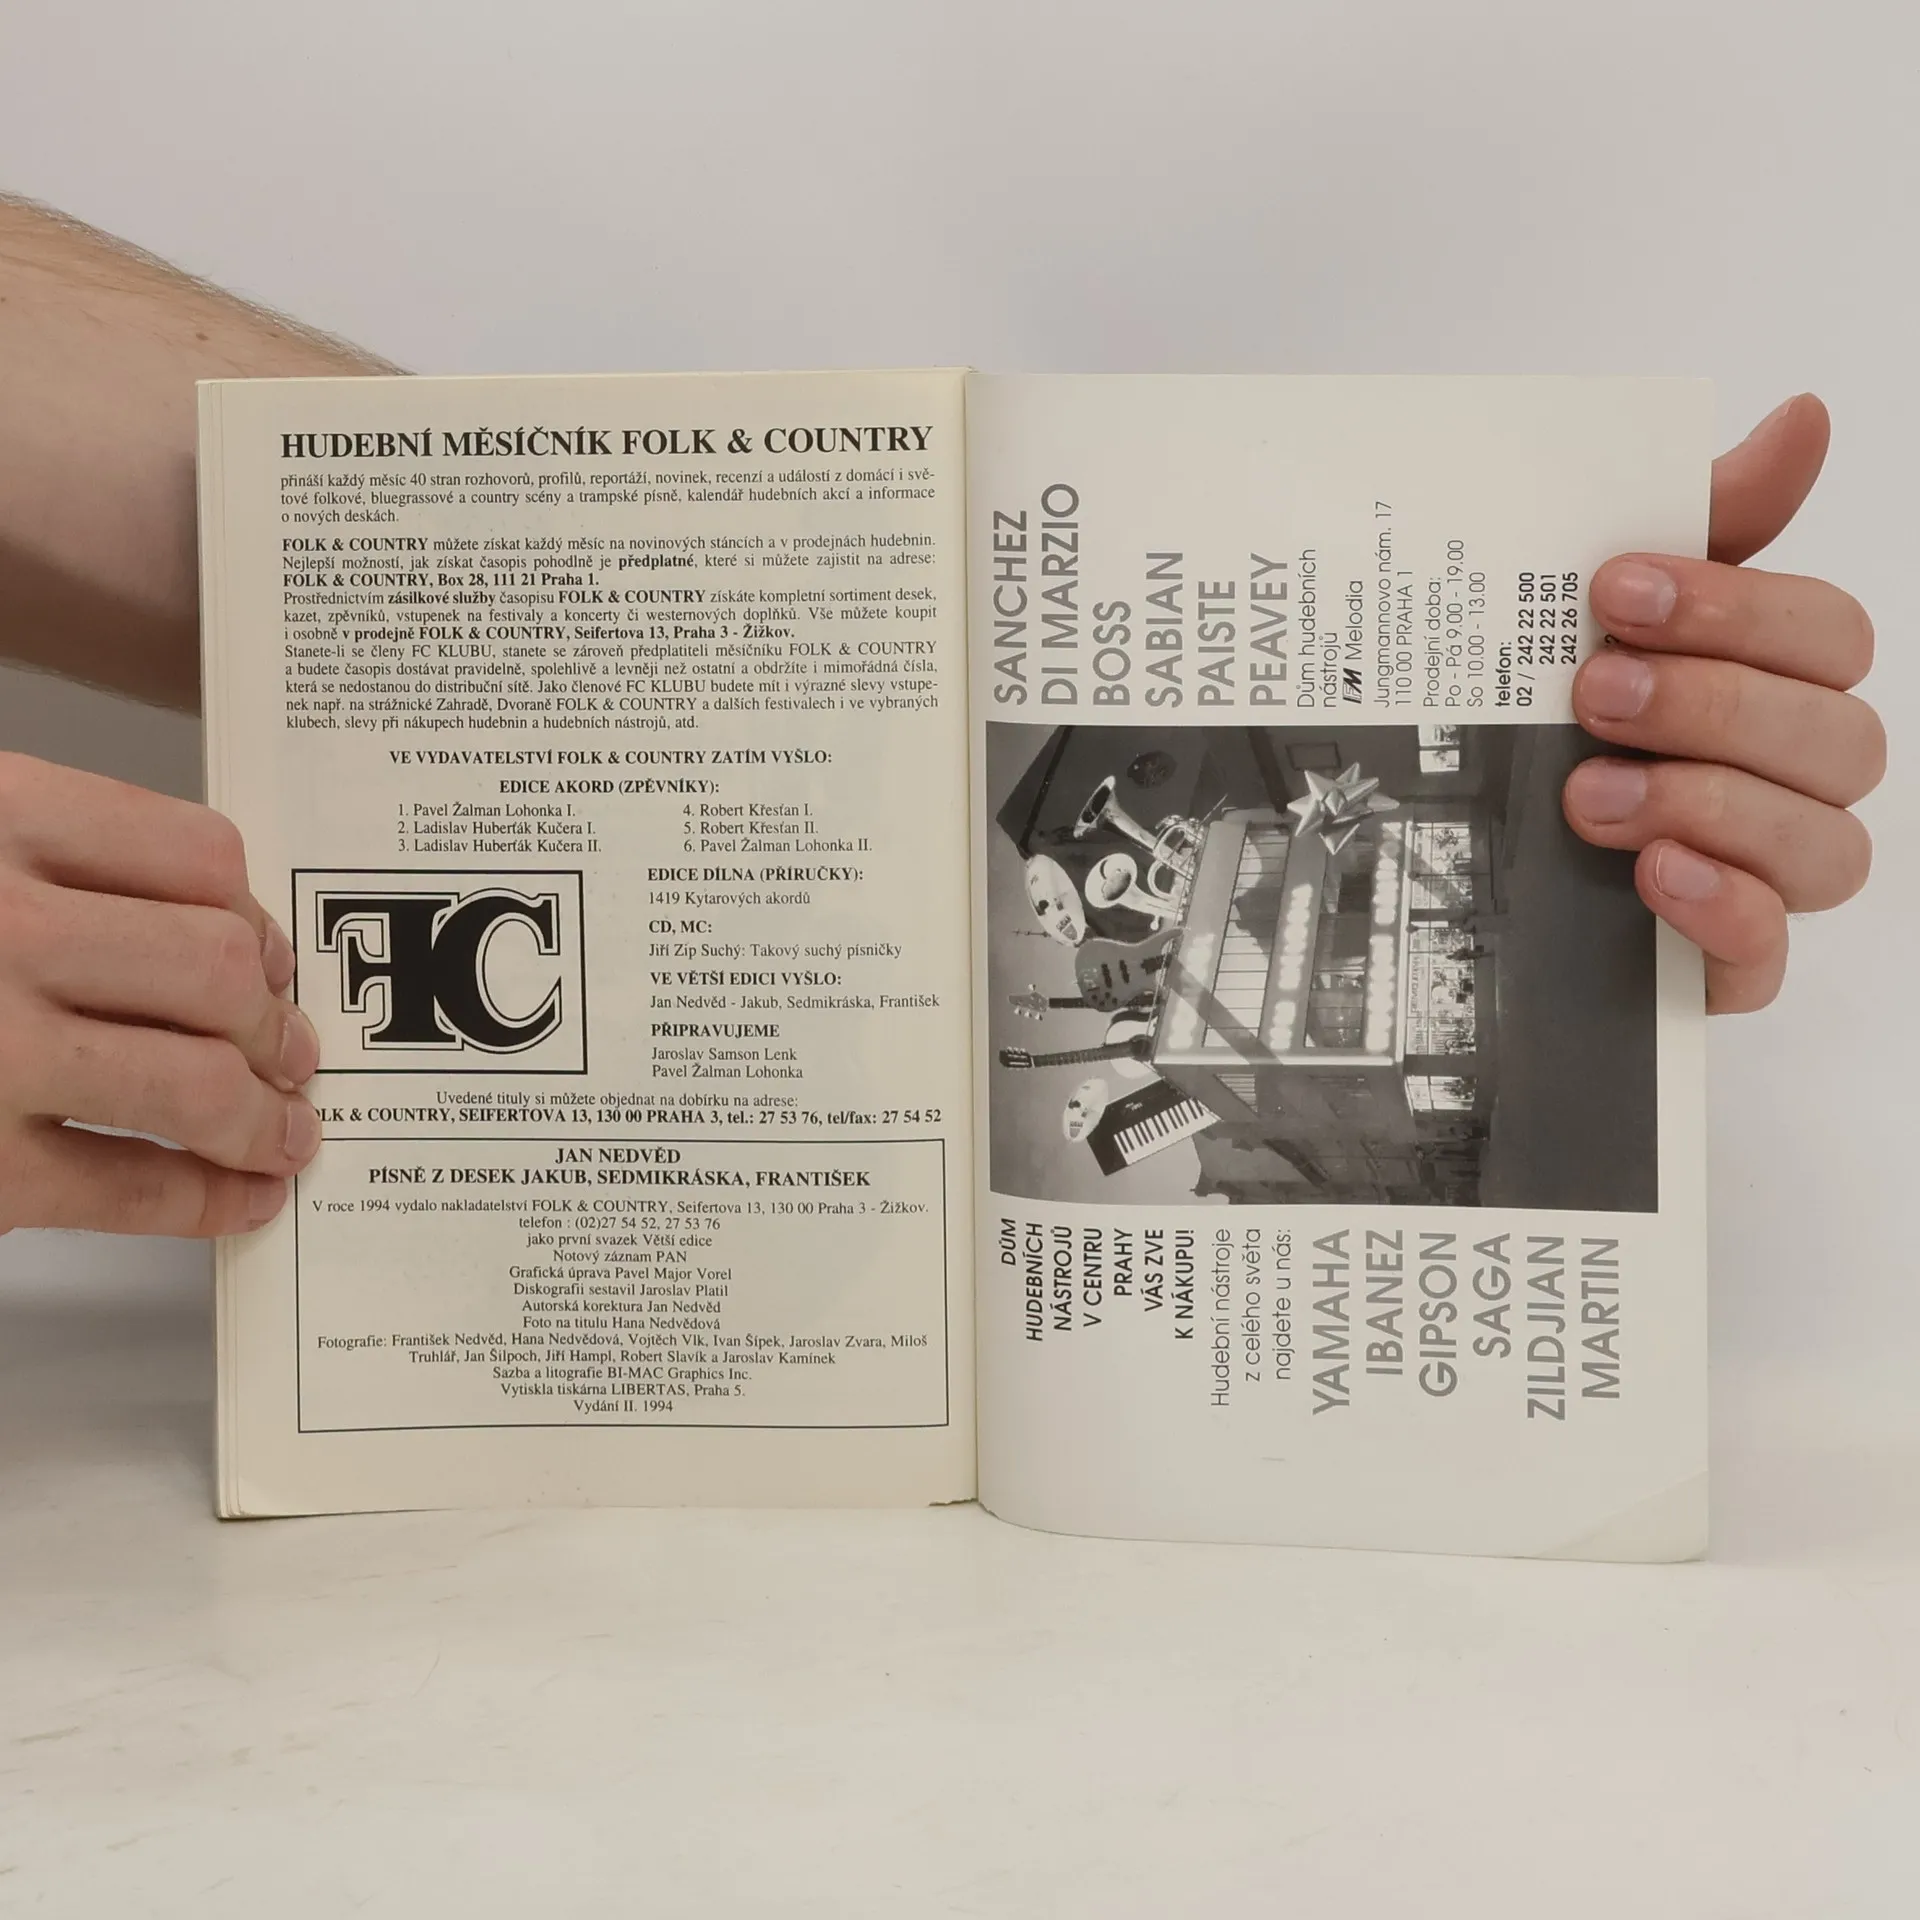 HUDEBNÍ MĚSÍČNÍK FOLK & COUNTRY
přináší každý měsíc 40 stran rozhovorů, profilů, reportáží, novinek, recenzí a událostí z domácí i svě-
tové folkové, bluegrassové a country scény a trampské písně, kalendář hudebních akcí a informace
o nových deskách.
FOLK & COUNTRY můžete získat každý měsíc na novinových stáncích a v prodejnách hudebnin.
Nejlepší možností, jak získat časopis pohodlně je předplatné, které si můžete zajistit na adrese:
FOLK & COUNTRY, Box 28, 111 21 Praha 1.
Prostřednictvím zásilkové služby časopisu FOLK & COUNTRY získáte kompletní sortiment desek,
kazet, zpěvníků, vstupenek na festivaly a koncerty či westernových doplňků. Vše můžete koupit
i osobně v prodejně FOLK & COUNTRY, Seifertova 13, Praha 3 - Žižkov.
Stanete-li se členy FC KLUBU, stanete se zároveň předplatiteli měsíčníku FOLK & COUNTRY
a budete časopis dostávat pravidelně, spolehlivě a levněji než ostatní a obdržíte i mimořádná čísla,
která se nedostanou do distribuční sítě. Jako členové FC KLUBU budete mít i výrazné slevy vstupe-
nek např. na strážnické Zahradě, Dvoraně FOLK & COUNTRY a dalších festivalech i ve vybraných
klubech, slevy při nákupech hudebnin a hudebních nástrojů, atd.
VE VYDAVATELSTVÍ FOLK & COUNTRY ZATÍM VYŠLO:
EDICE AKORD (ZPĚVNÍKY):
1. Pavel Žalman Lohonka I.
2. Ladislav Huberťák Kučera I.
3. Ladislav Huberťák Kučera II.
4. Robert Křesťan I.
5. Robert Křesťan II.
6. Pavel Žalman Lohonka II.
FC
EDICE DÍLNA (PŘÍRUČKY):
1419 Kytarových akordů
CD, MC:
Jiří Zip Suchý: Takový suchý písničky
VE VĚTŠÍ EDICI VYŠLO:
Jan Nedvěd - Jakub, Sedmikráska, František
PŘIPRAVUJEME
Jaroslav Samson Lenk
Pavel Žalman Lohonka
Uvedené tituly si můžete objednat na dobírku na adrese:
LK & COUNTRY, SEIFERTOVA 13, 130 00 PRAHA 3, tel.: 27 53 76, tel/fax: 27 54 52
JAN NEDVĚD
PÍSNĚ Z DESEK JAKUB, SEDMIKRÁSKA, FRANTIŠEK
V roce 1994 vydalo nakladatelství FOLK & COUNTRY, Seifertova 13, 130 00 Praha 3 - Žižkov.
telefon : (02)27 54 52, 27 53 76
jako první svazek Větší edice
Notový záznam PAN
Grafická úprava Pavel Major Vorel
Diskografii sestavil Jaroslav Platil
Autorská korektura Jan Nedvěd
Foto na titulu Hana Nedvědová
Fotografie: František Nedvěd, Hana Nedvědová, Vojtěch Vlk, Ivan Šípek, Jaroslav Zvara, Miloš
Truhlář, Jan Šilpoch, Jiří Hampl, Robert Slavík a Jaroslav Kamínek
Sazba a litografie BI-MAC Graphics Inc.
Vytiskla tiskárna LIBERTAS, Praha 5.
Vydání II. 1994
DŮM
HUDEBNÍCH
NÁSTROJŮ
V CENTRU
PRAHY
VÁS ZVE
K NÁKUPU!
Hudební nástroje
z celého světa
najdete u nás:
YAMAHA
IBANEZ
GIPSON
SAGA
ZILDJIAN
MARTIN
SANCHEZ
DI MARZIO
BOSS
SABIAN
PAISTE
PEAVEY
Dům hudebních
nástrojů
Melodia
Jungmannovo nám. 17
110 00 PRAHA 1
Prodejní doba:
Po - Pá 9.00 - 19.00
So 10.00 - 13.00
telefon:
02 / 242 22 500
242 22 501
242 26 705